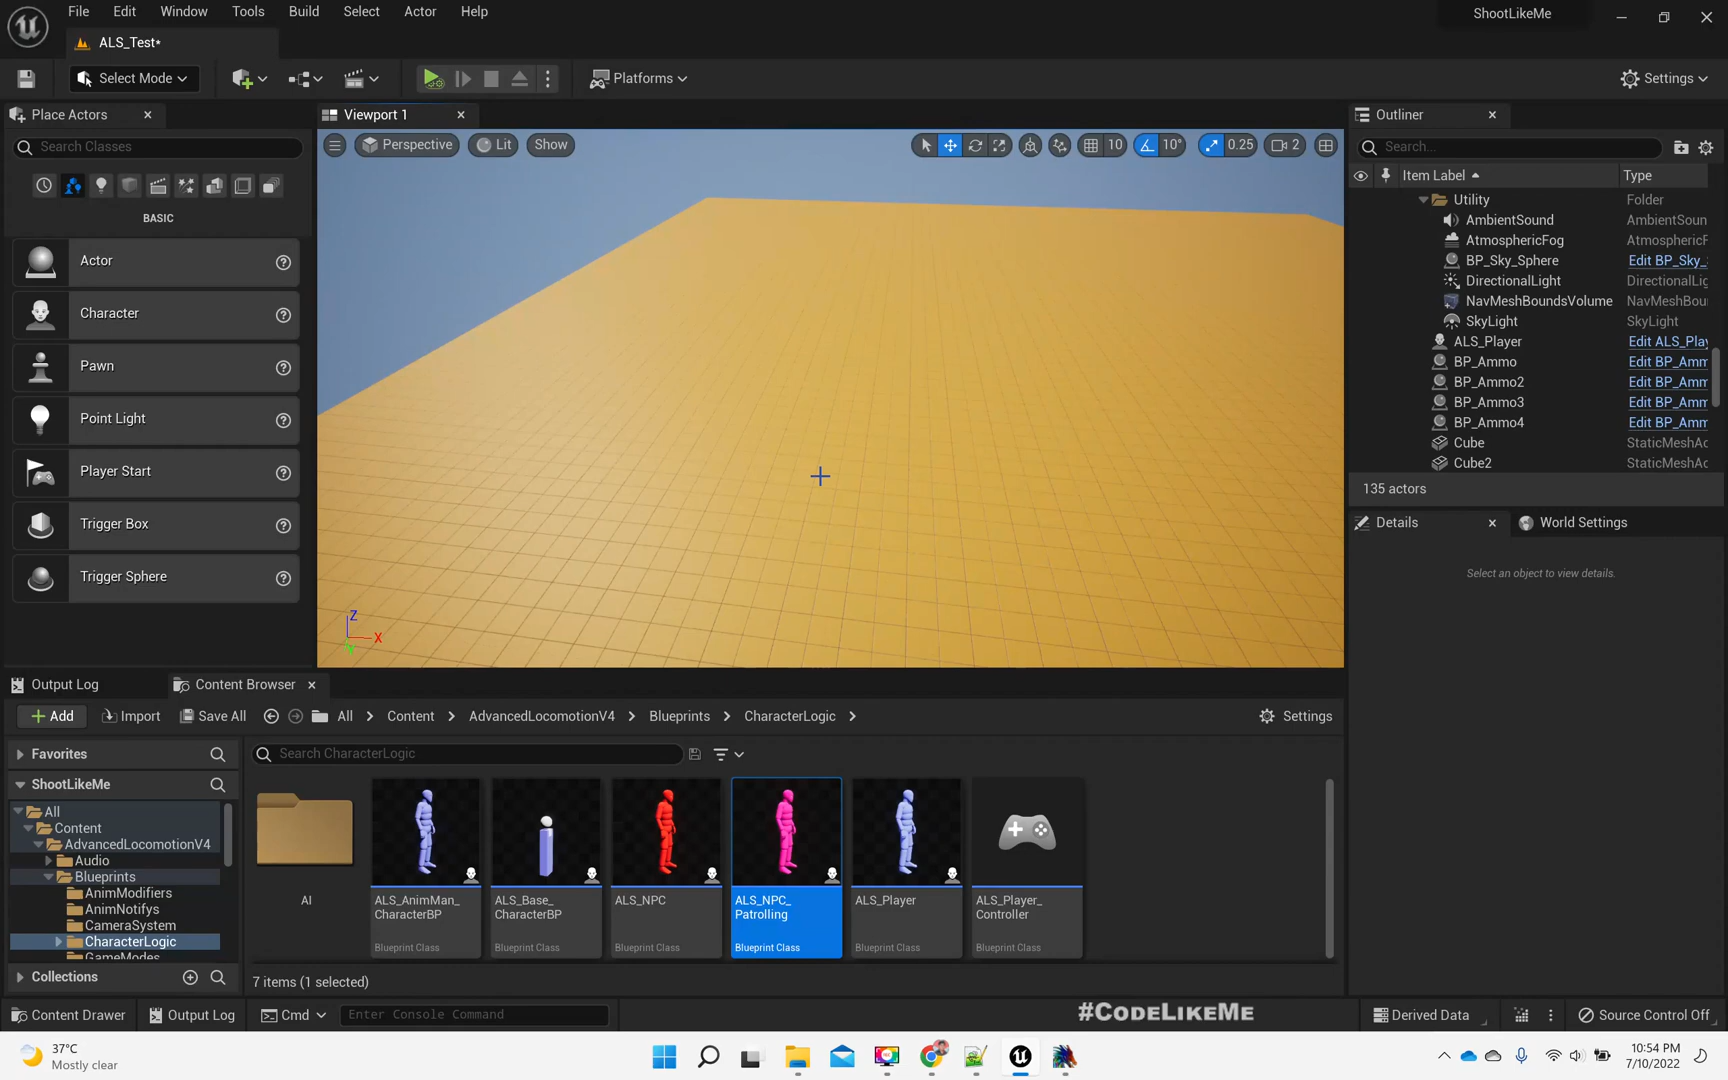 File Edit Window Tools Build Select Actor Help
ShootLikeMe
ALS_Test*
Select Mode
Platforms
Settings
Place Actors
Viewport 1
Outliner
Search Classes
Perspective Lit Show
10 10° 0.25 2
Search...
Item Label Type
BASIC
Utility Folder
AmbientSound AmbientSoun
AtmosphericFog AtmosphericF
BP_Sky_Sphere Edit BP_Sky_
DirectionalLight DirectionalLig
NavMeshBoundsVolume NavMeshBou
SkyLight SkyLight
ALS_Player Edit ALS_Play
BP_Ammo Edit BP_Amm
BP_Ammo2 Edit BP_Amm
BP_Ammo3 Edit BP_Amm
BP_Ammo4 Edit BP_Amm
Cube StaticMeshAc
Cube2 StaticMeshAc
135 actors
Actor
Character
Pawn
Point Light
Player Start
Trigger Box
Trigger Sphere
Z
X
Y
Details
World Settings
Select an object to view details.
Output Log
Content Browser
Add Import Save All All Content AdvancedLocomotionV4 Blueprints CharacterLogic
Settings
Favorites
Search CharacterLogic
ShootLikeMe
All
Content
AdvancedLocomotionV4
Audio
Blueprints
AnimModifiers
AnimNotifys
CameraSystem
CharacterLogic
GameModes
Collections
AI
ALS_AnimMan_
CharacterBP
Blueprint Class
ALS_Base_
CharacterBP
Blueprint Class
ALS_NPC
Blueprint Class
ALS_NPC_
Patrolling
Blueprint Class
ALS_Player
Blueprint Class
ALS_Player_
Controller
Blueprint Class
7 items (1 selected)
Content Drawer Output Log Cmd Enter Console Command
#CODELIKEME
Derived Data Source Control Off
37°C
Mostly clear
10:54 PM
7/10/2022